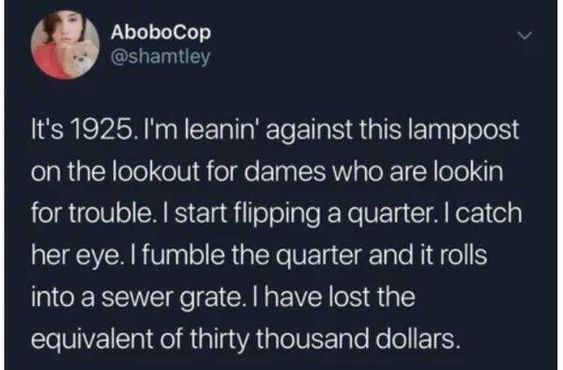 AboboCop
@shamtley
It's 1925. I'm leanin' against this lamppost
on the lookout for dames who are lookin
for trouble. I start flipping a quarter. I catch
her eye. I fumble the quarter and it rolls
into a sewer grate. I have lost the
equivalent of thirty thousand dollars.